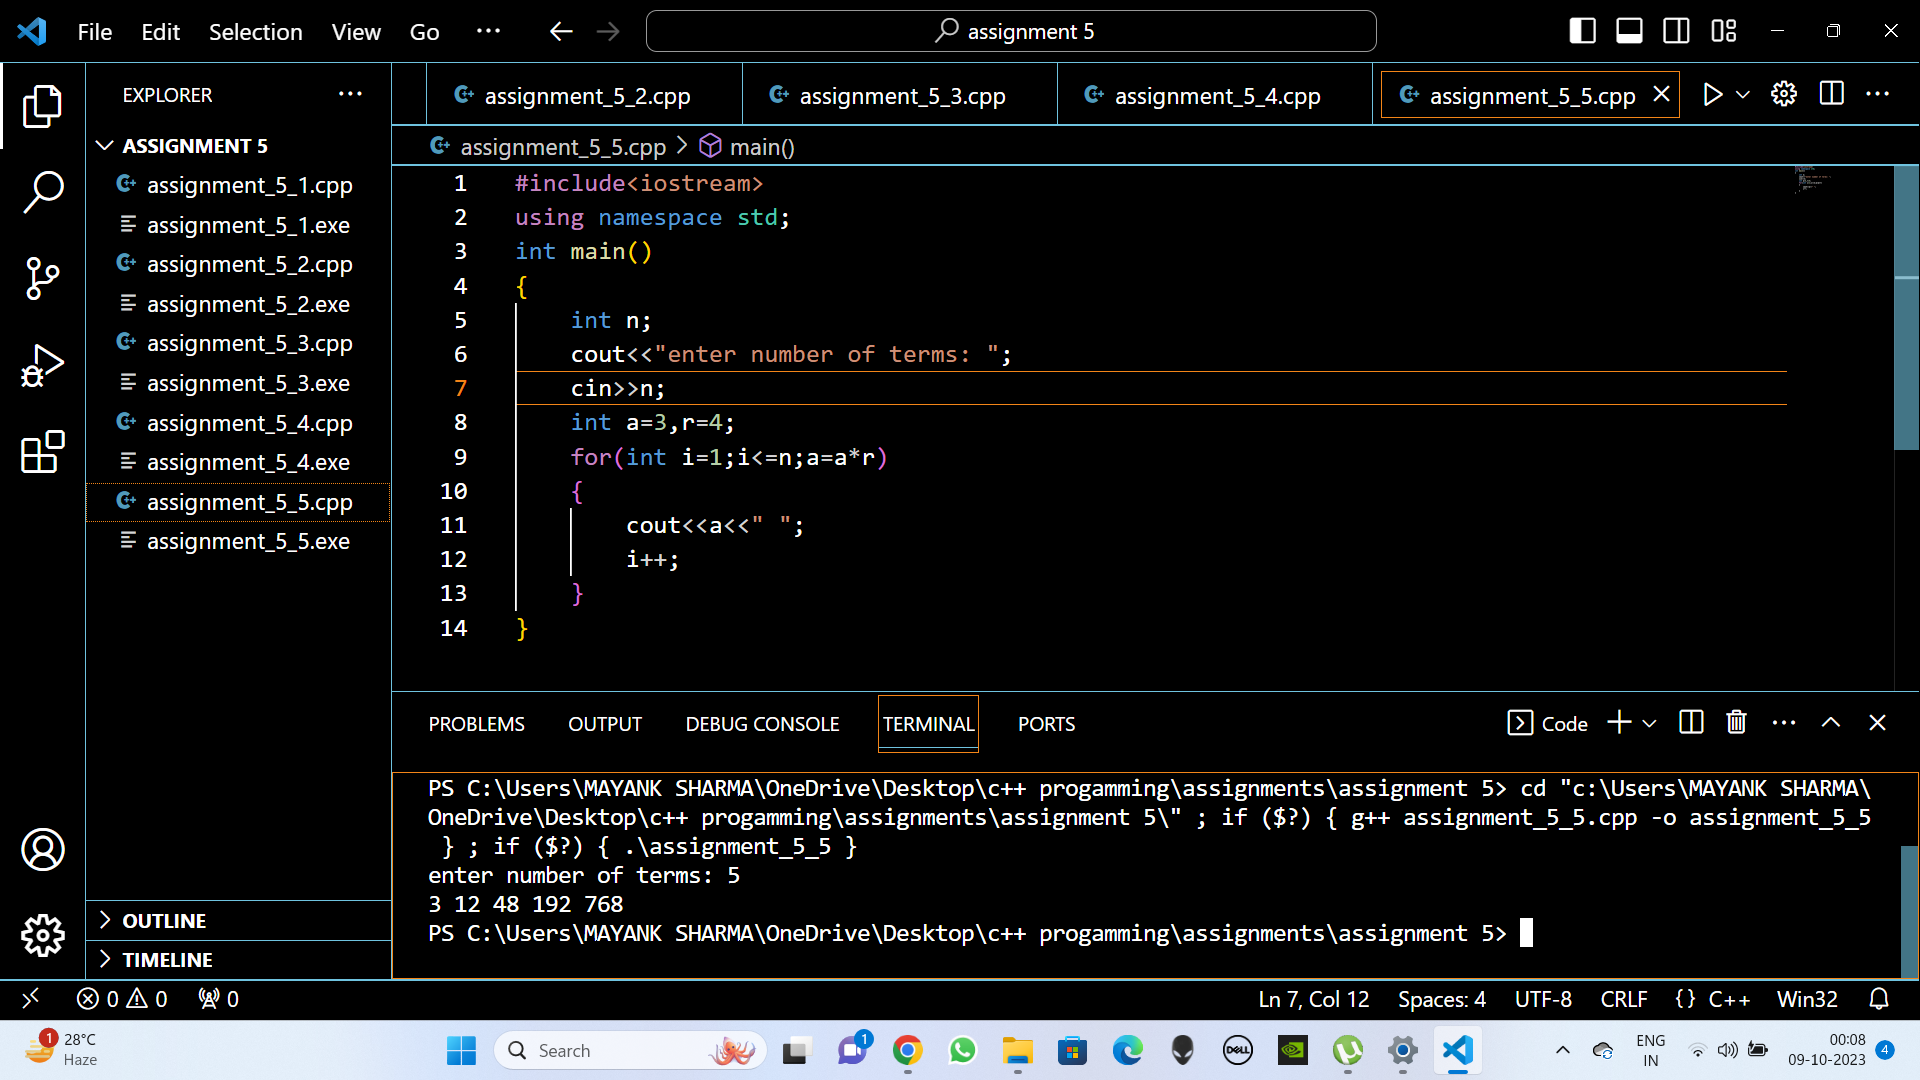 File Edit Selection View Go ··· assignment 5
EXPLORER ···
ASSIGNMENT 5
assignment_5_1.cpp
assignment_5_1.exe
assignment_5_2.cpp
assignment_5_2.exe
assignment_5_3.cpp
assignment_5_3.exe
assignment_5_4.cpp
assignment_5_4.exe
assignment_5_5.cpp
assignment_5_5.exe
OUTLINE
TIMELINE
assignment_5_2.cpp assignment_5_3.cpp assignment_5_4.cpp assignment_5_5.cpp
assignment_5_5.cpp > main()
1 #include<iostream>
2 using namespace std;
3 int main()
4 {
5 int n;
6 cout<<"enter number of terms: ";
7 cin>>n;
8 int a=3,r=4;
9 for(int i=1;i<=n;a=a*r)
10 {
11 cout<<a<<" ";
12 i++;
13 }
14 }
PROBLEMS OUTPUT DEBUG CONSOLE TERMINAL PORTS Code
PS C:\Users\MAYANK SHARMA\OneDrive\Desktop\c++ progamming\assignments\assignment 5> cd "c:\Users\MAYANK SHARMA\
OneDrive\Desktop\c++ progamming\assignments\assignment 5\" ; if ($?) { g++ assignment_5_5.cpp -o assignment_5_5
} ; if ($?) { .\assignment_5_5 }
enter number of terms: 5
3 12 48 192 768
PS C:\Users\MAYANK SHARMA\OneDrive\Desktop\c++ progamming\assignments\assignment 5>
0 0 0 Ln 7, Col 12 Spaces: 4 UTF-8 CRLF {} C++ Win32
1 28°C
Haze
Search
1
DELL
ENG
IN
00:08
09-10-2023
4